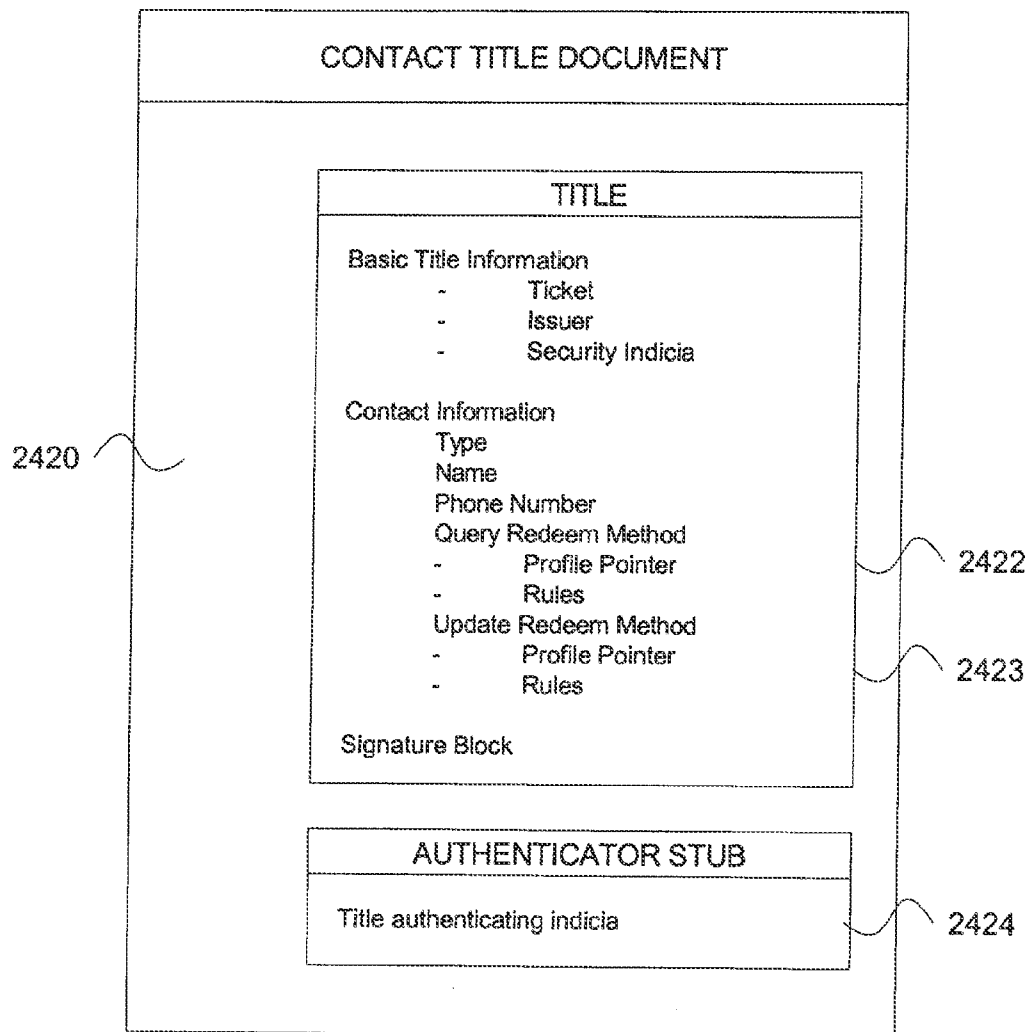 CONTACT TITLE DOCUMENT
TITLE
Basic Title Information
- Ticket
- Issuer
- Security Indicia
Contact Information
Type
Name
Phone Number
Query Redeem Method
- Profile Pointer
- Rules
Update Redeem Method
- Profile Pointer
- Rules
Signature Block
AUTHENTICATOR STUB
Title authenticating indicia
2420
2422
2423
2424